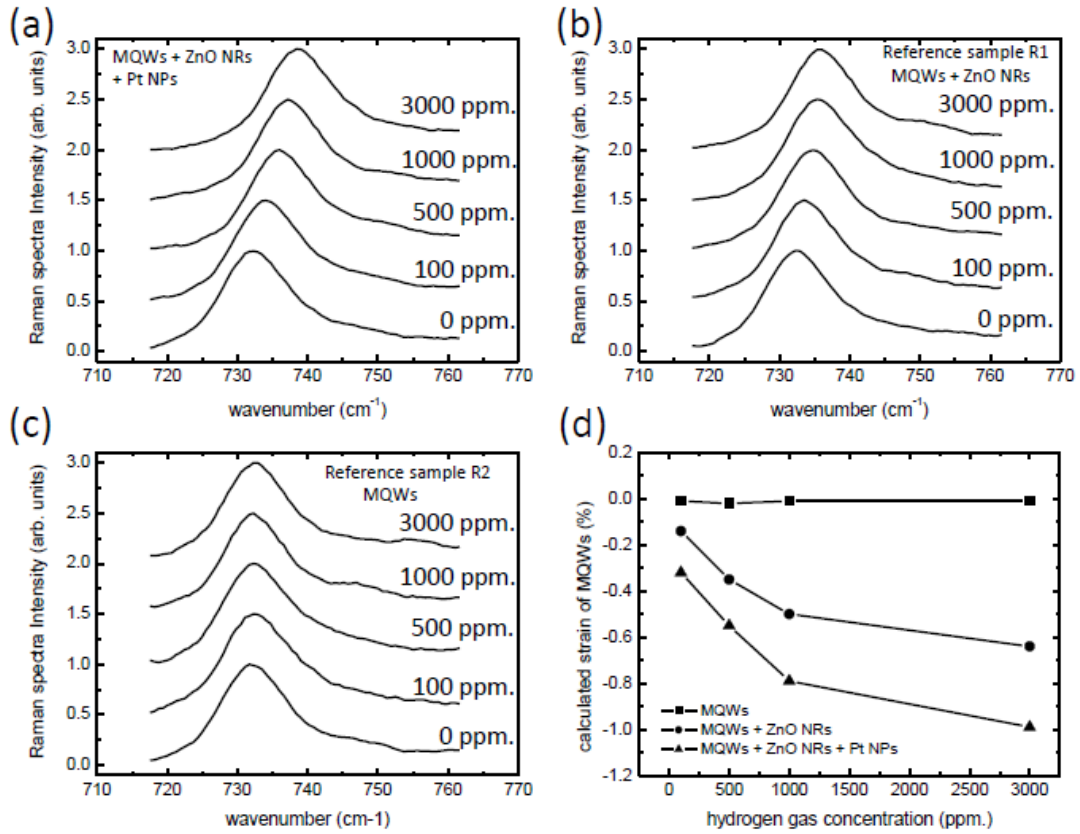 (a)
MQWs + ZnO NRs
+ Pt NPs
3000 ppm.
1000 ppm.
500 ppm.
100 ppm.
0 ppm.
Raman spectra Intensity (arb. units)
3.0
2.5
2.0
1.5
1.0
0.5
0.0
710 720 730 740 750 760 770
wavenumber (cm⁻¹)
(b)
Reference sample R1
MQWs + ZnO NRs
3000 ppm.
1000 ppm.
500 ppm.
100 ppm.
0 ppm.
Raman spectra Intensity (arb. units)
3.0
2.5
2.0
1.5
1.0
0.5
0.0
710 720 730 740 750 760 770
wavenumber (cm⁻¹)
(c)
Reference sample R2
MQWs
3000 ppm.
1000 ppm.
500 ppm.
100 ppm.
0 ppm.
Raman spectra Intensity (arb. units)
3.0
2.5
2.0
1.5
1.0
0.5
0.0
710 720 730 740 750 760 770
wavenumber (cm-1)
(d)
calculated strain of MQWs (%)
0.2
0.0
-0.2
-0.4
-0.6
-0.8
-1.0
-1.2
MQWs
MQWs + ZnO NRs
MQWs + ZnO NRs + Pt NPs
0 500 1000 1500 2000 2500 3000
hydrogen gas concentration (ppm.)